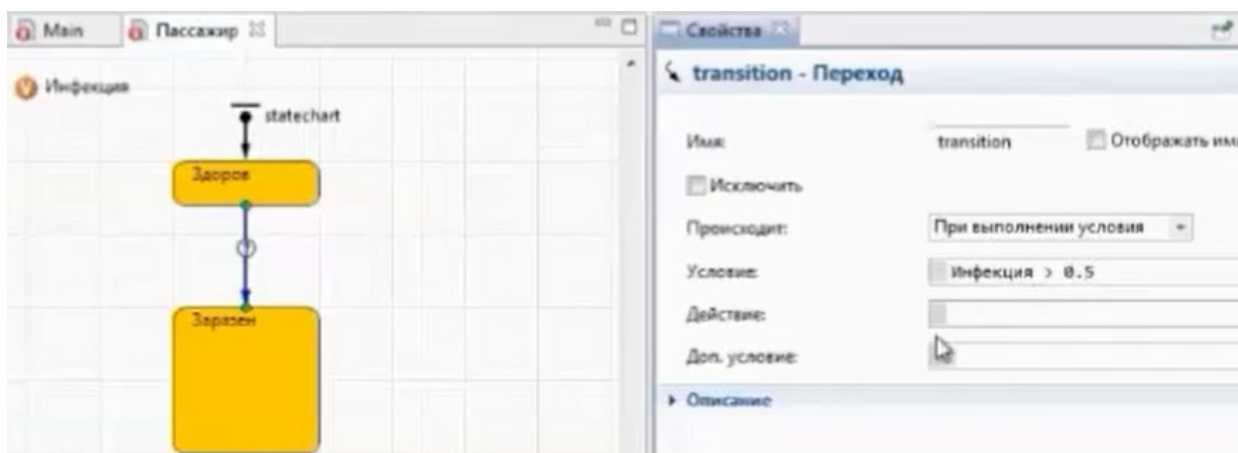 Main
Пассажир
Инфекция
statechart
Здоров
Заразен
Свойства
transition - Переход
Имя:
transition
Отображать имя
Исключить
Происходит:
При выполнении условия
Условие:
Инфекция > 0.5
Действие:
Доп. условие:
Описание